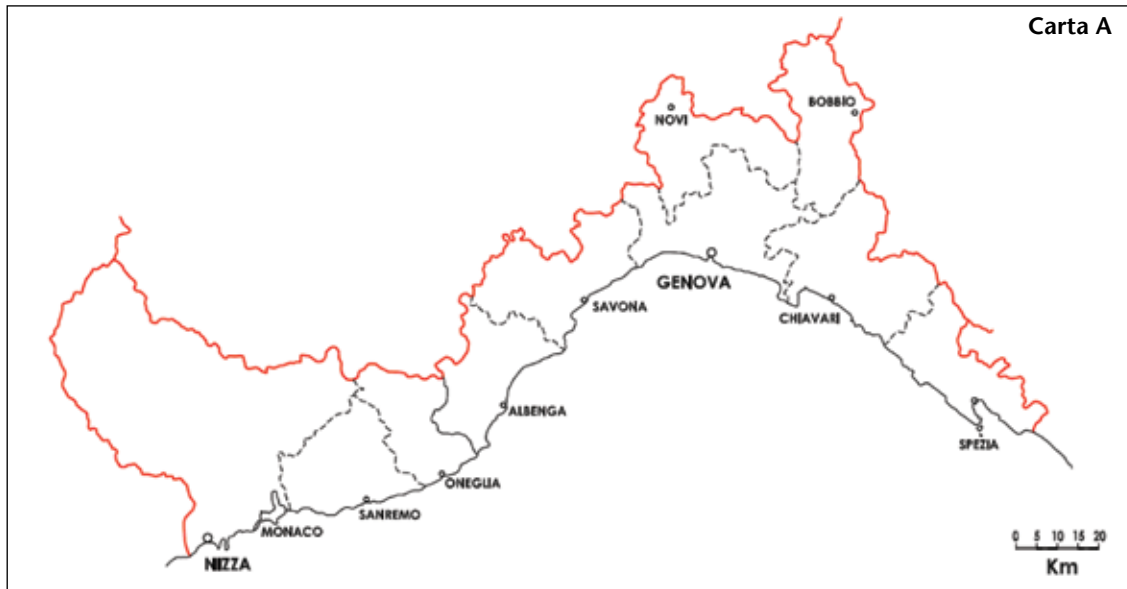 Carta A
BOBBIO
NOVI
GENOVA
SAVONA
CHIAVARI
ALBENGA
SPEZIA
ONEGLIA
SANREMO
MONACO
NIZZA
0 5 10 15 20
Km